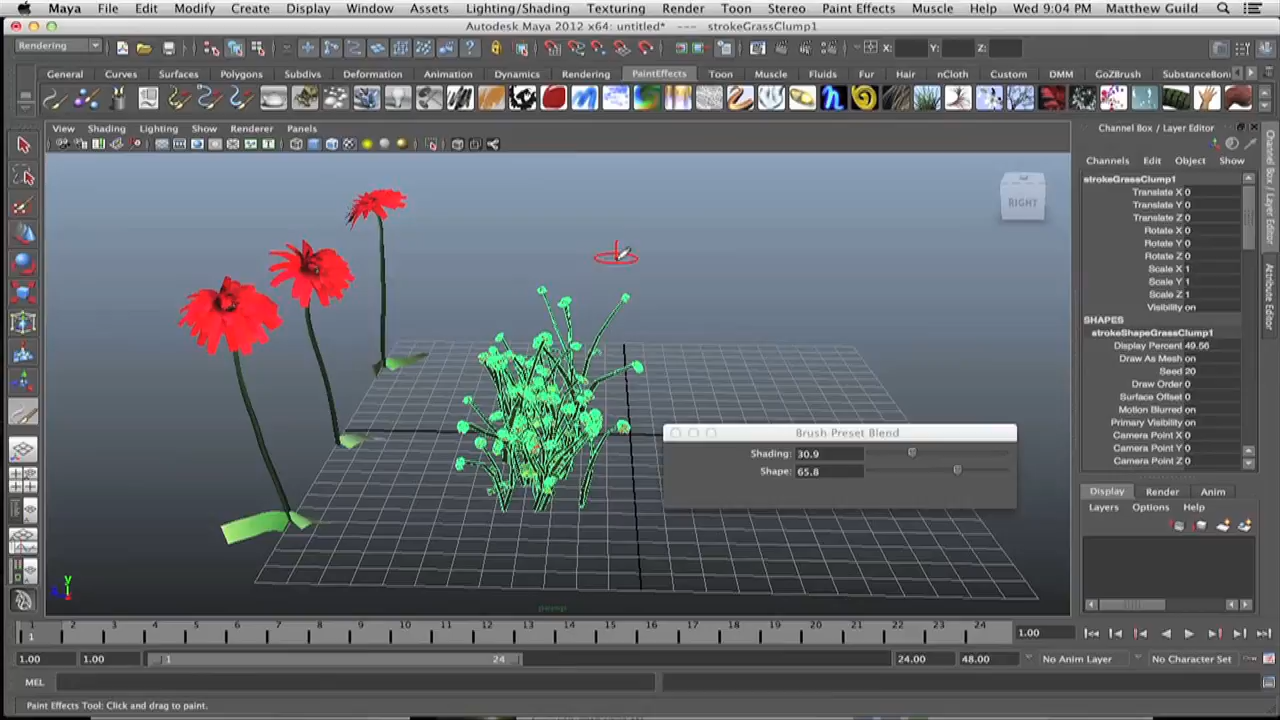 Maya File Edit Modify Create Display Window Assets Lighting/Shading Texturing Render Toon Stereo Paint Effects Muscle Help Wed 9:04 PM Matthew Guild
Autodesk Maya 2012 x64: untitled* --- strokeGrassClump1
Rendering X: Y: Z:
General Curves Surfaces Polygons Subdivs Deformation Animation Dynamics Rendering PaintEffects Toon Muscle Fluids Fur Hair nCloth Custom DMM GoZBrush SubstanceBon
View Shading Lighting Show Renderer Panels
Channel Box / Layer Editor
Channels Edit Object Show
strokeGrassClump1
Translate X 0
Translate Y 0
Translate Z 0
Rotate X 0
Rotate Y 0
Rotate Z 0
Scale X 1
Scale Y 1
Scale Z 1
Visibility on
SHAPES
strokeShapeGrassClump1
Display Percent 49.56
Draw As Mesh on
Seed 20
Draw Order 0
Surface Offset 0
Motion Blurred on
Primary Visibility on
Camera Point X 0
Camera Point Y 0
Camera Point Z 0
Channel Box / Layer Editor
Attribute Editor
RIGHT
Brush Preset Blend
Shading: 30.9
Shape: 65.8
Display Render Anim
Layers Options Help
y
persp
1 2 3 4 5 6 7 8 9 10 11 12 13 14 15 16 17 18 19 20 21 22 23 24
1
1.00
1.00 1.00 1 24 24.00 48.00 No Anim Layer No Character Set
MEL
Paint Effects Tool: Click and drag to paint.